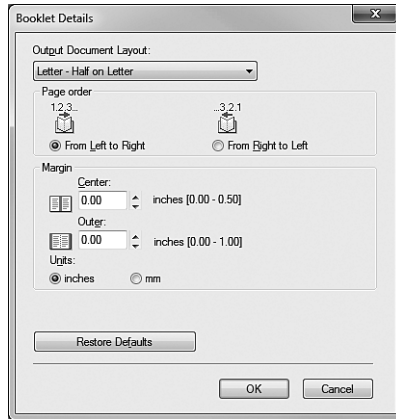 Booklet Details
Output Document Layout:
Letter - Half on Letter
Page order
1,2,3... ...3,2,1
From Left to Right From Right to Left
Margin
Center:
0.00 inches [0.00 - 0.50]
Outer:
0.00 inches [0.00 - 1.00]
Units:
inches mm
Restore Defaults
OK Cancel